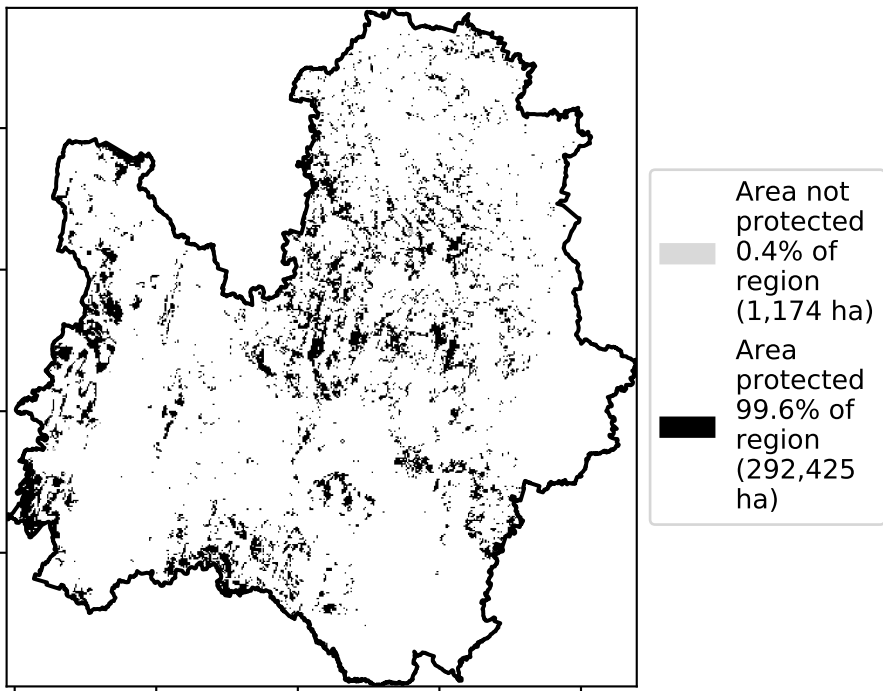 Area not
protected
0.4% of
region
(1,174 ha)
Area
protected
99.6% of
region
(292,425
ha)